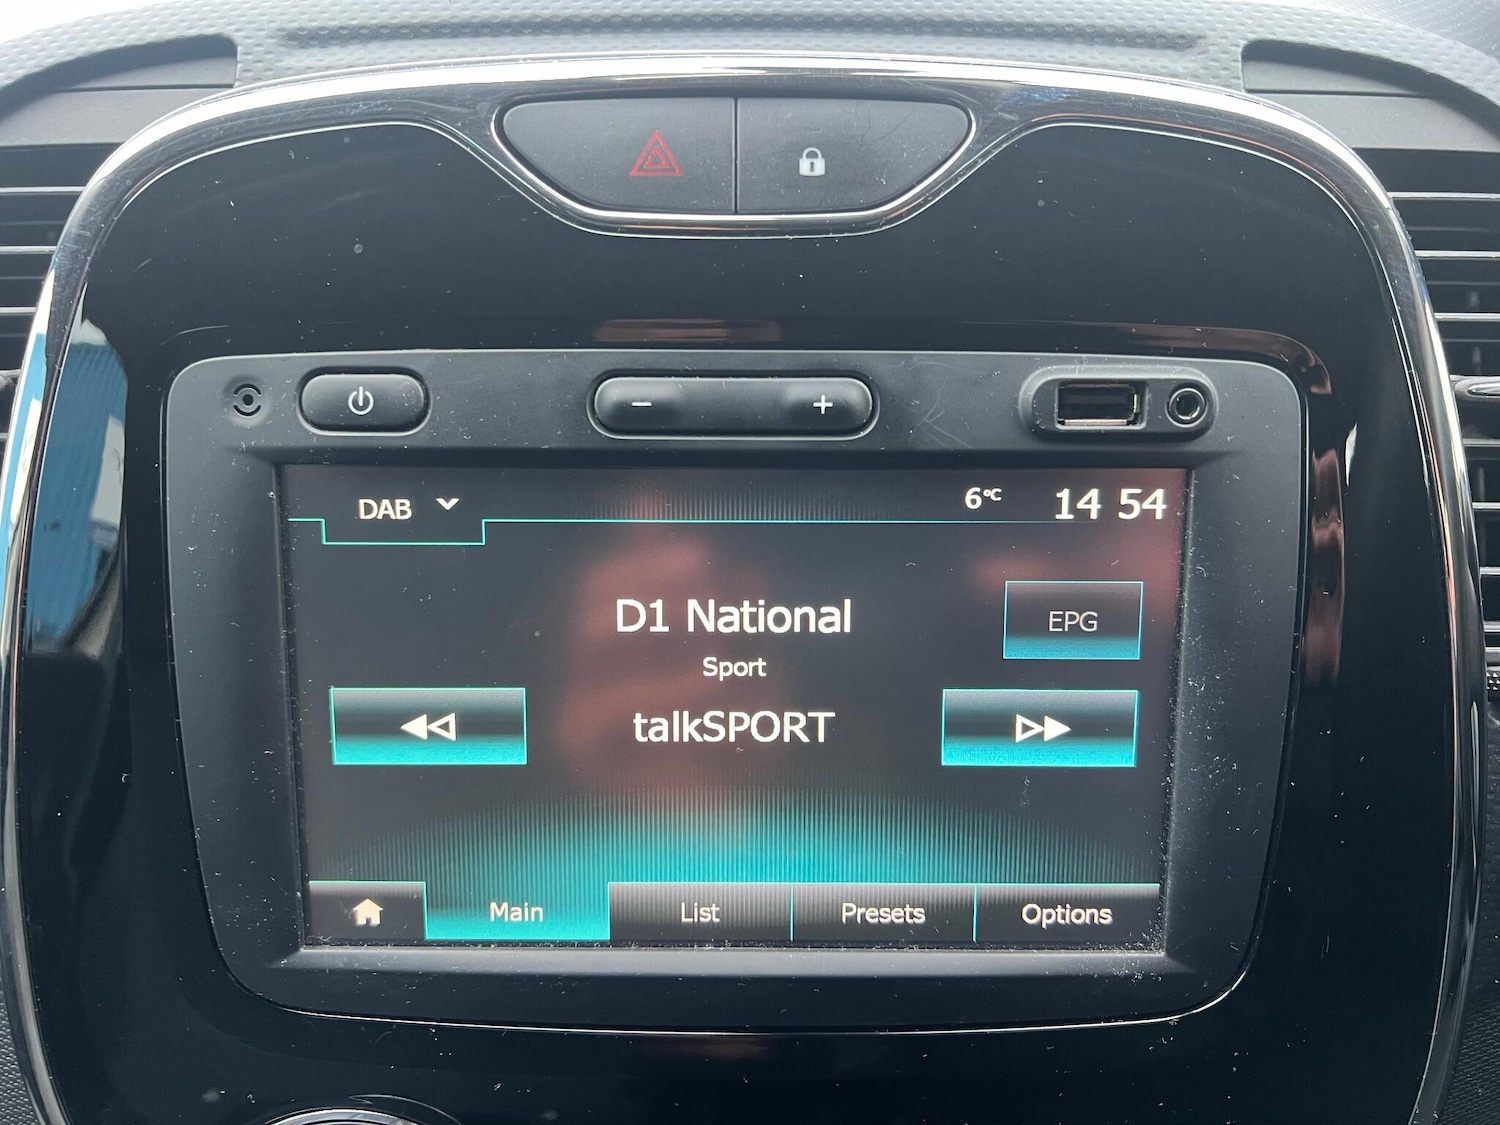 DAB 6°C 14 54
D1 National
EPG
Sport
talkSPORT
Main List Presets Options